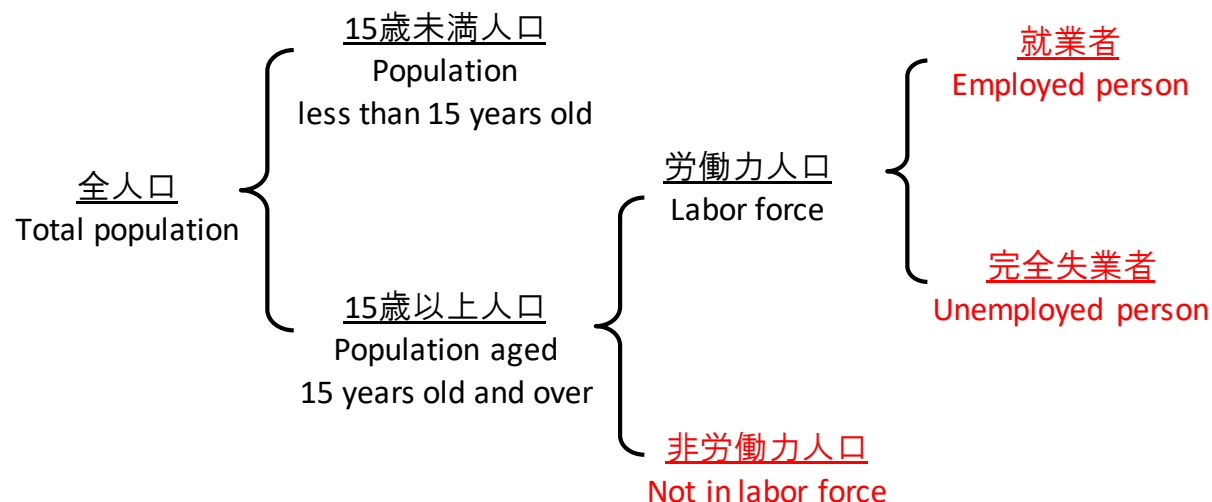 15歳未満人口
Population
less than 15 years old
就業者
Employed person
全人口
Total population
労働力人口
Labor force
15歳以上人口
Population aged
15 years old and over
完全失業者
Unemployed person
非労働力人口
Not in labor force